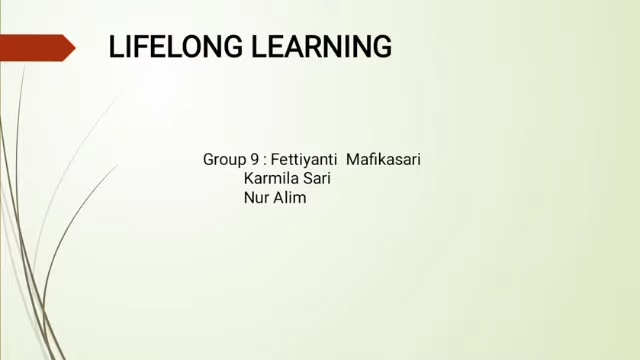 LIFELONG LEARNING
Group 9 : Fettiyanti Mafikasari
Karmila Sari
Nur Alim